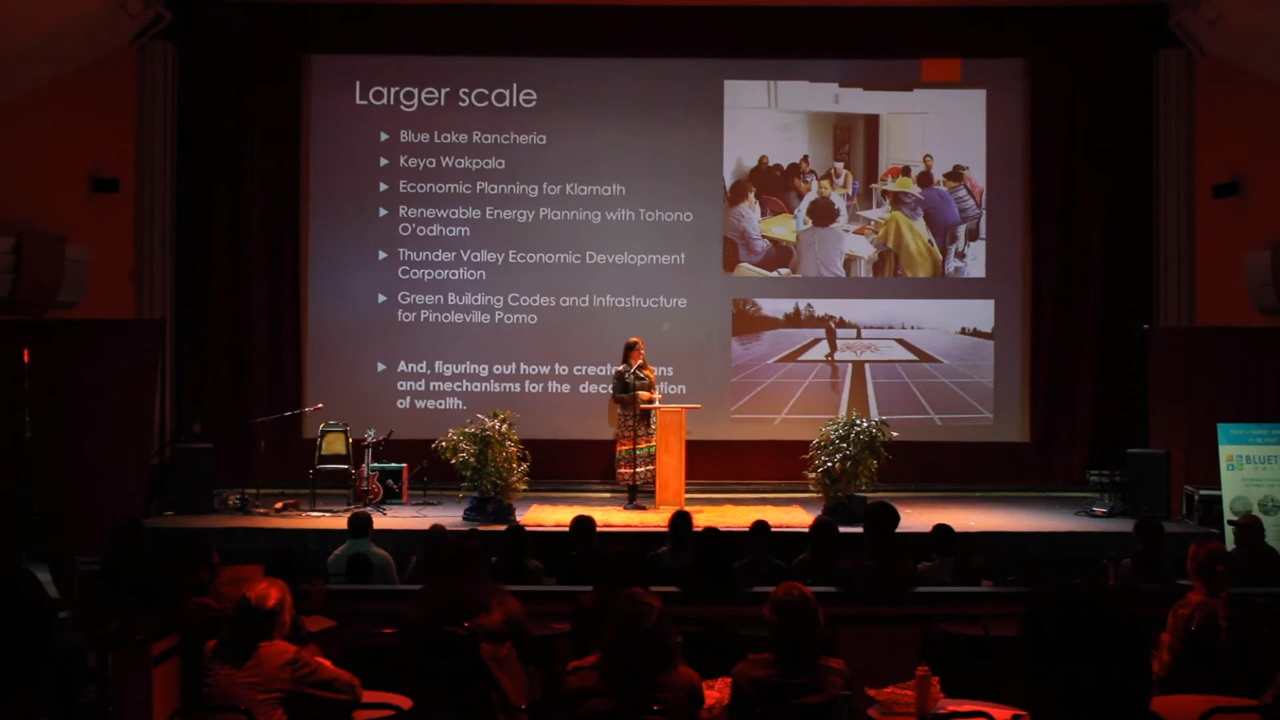 Larger scale
Blue Lake Rancheria
Keya Wakpala
Economic Planning for Klamath
Renewable Energy Planning with Tohono
O'odham
Thunder Valley Economic Development
Corporation
Green Building Codes and Infrastructure
for Pinoleville Pomo
And, figuring out how to create
and mechanisms for the
of wealth.